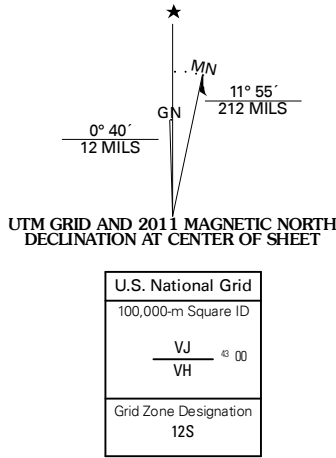 ★
MN
11° 55´
212 MILS
GN
0° 40´
12 MILS
UTM GRID AND 2011 MAGNETIC NORTH
DECLINATION AT CENTER OF SHEET
U.S. National Grid
100,000-m Square ID
VJ
43 00
VH
Grid Zone Designation
12S